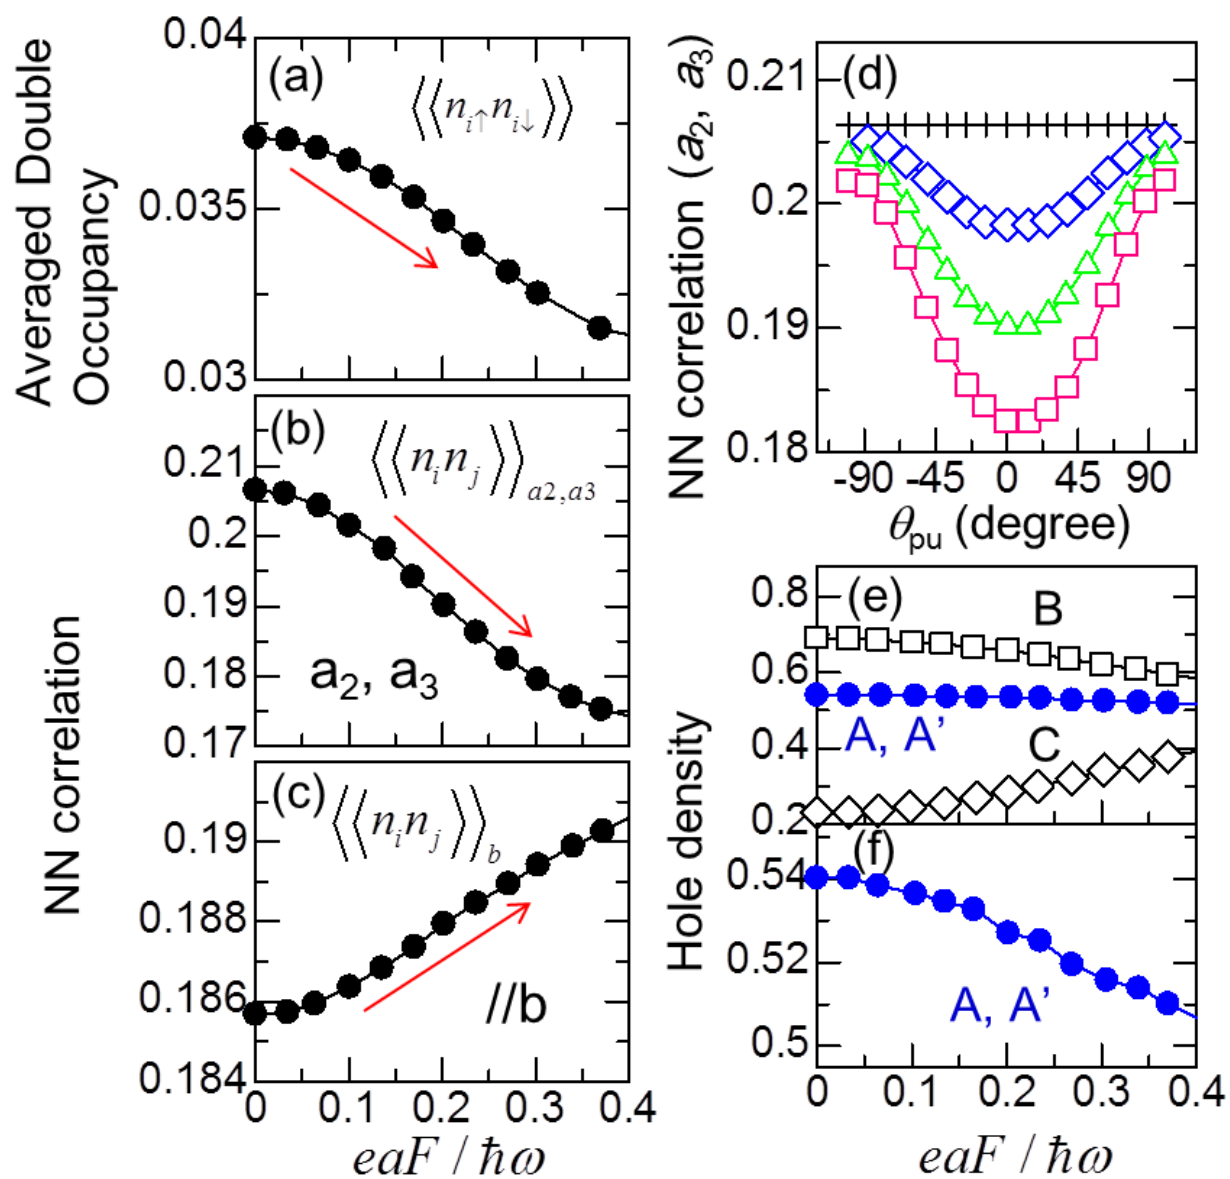 Averaged Double
Occupancy
0.04
0.035
0.03
(a)
⟨⟨n_{i↑}n_{i↓}⟩⟩
NN correlation
0.21
0.2
0.19
0.18
0.17
(b)
⟨⟨n_i n_j⟩⟩_{a2,a3}
a₂, a₃
0.19
0.188
0.186
0.184
(c)
⟨⟨n_i n_j⟩⟩_b
//b
0 0.1 0.2 0.3 0.4
eaF / ħω
NN correlation (a₂, a₃)
0.21
0.2
0.19
0.18
(d)
-90 -45 0 45 90
θ_pu (degree)
Hole density
0.8
0.6
0.4
0.2
(e)
B
A, A’
C
(f)
0.54
0.52
0.5
A, A’
0 0.1 0.2 0.3 0.4
eaF / ħω